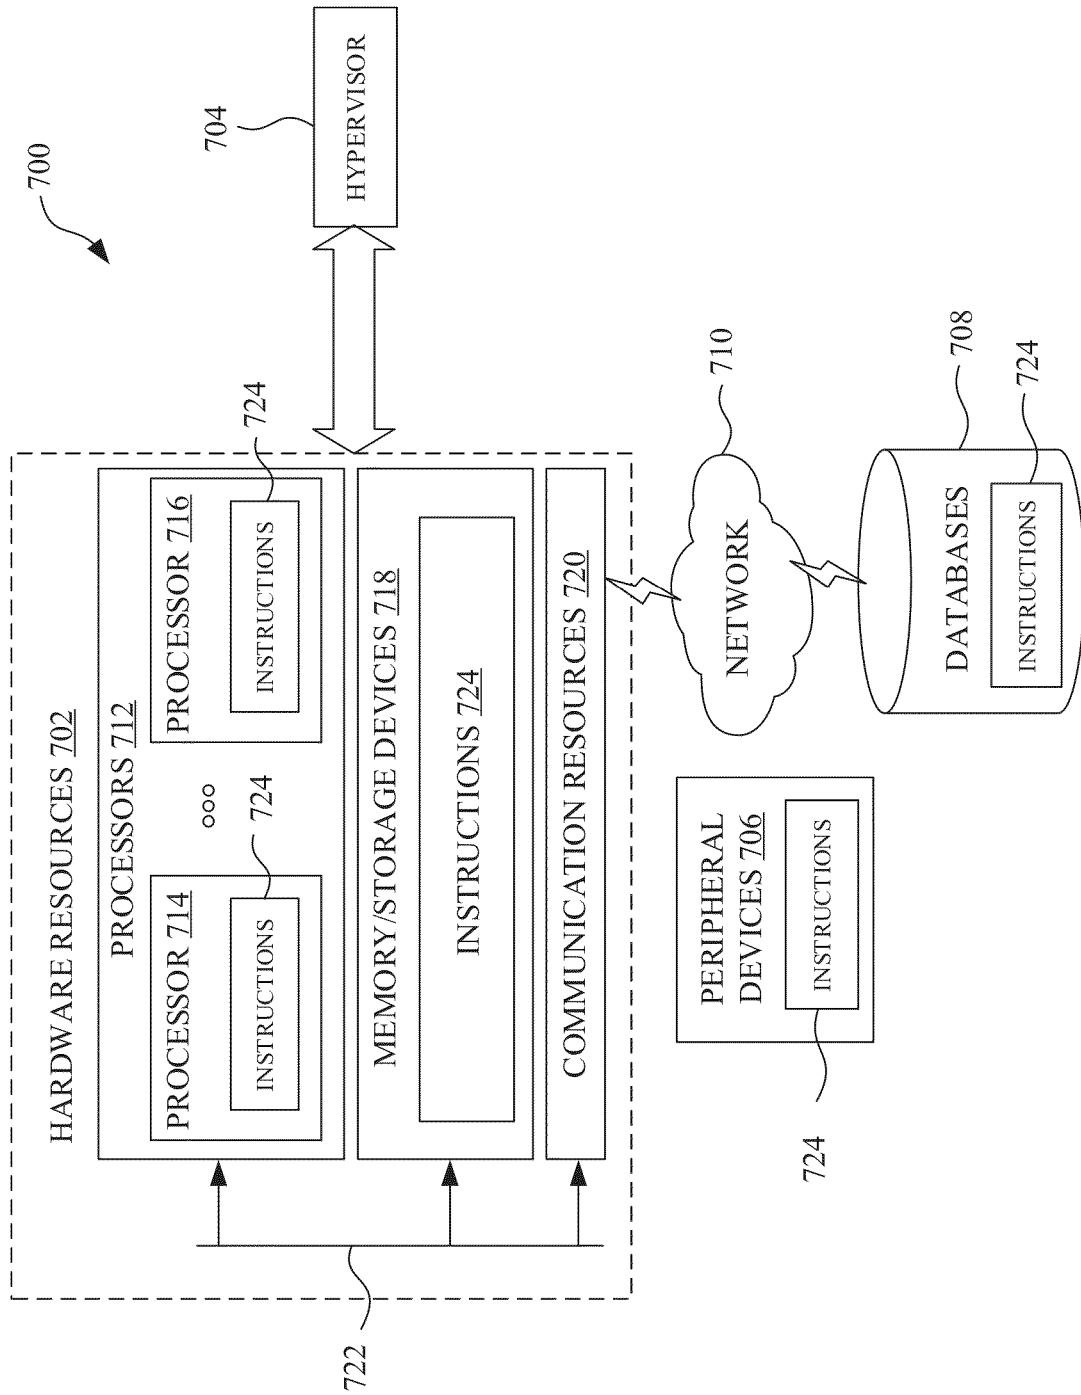 700
HARDWARE RESOURCES 702
PROCESSORS 712
PROCESSOR 714
INSTRUCTIONS
724
PROCESSOR 716
INSTRUCTIONS
724
704
HYPERVISOR
MEMORY/STORAGE DEVICES 718
INSTRUCTIONS 724
COMMUNICATION RESOURCES 720
722
PERIPHERAL
DEVICES 706
INSTRUCTIONS
724
NETWORK
710
DATABASES
708
INSTRUCTIONS
724